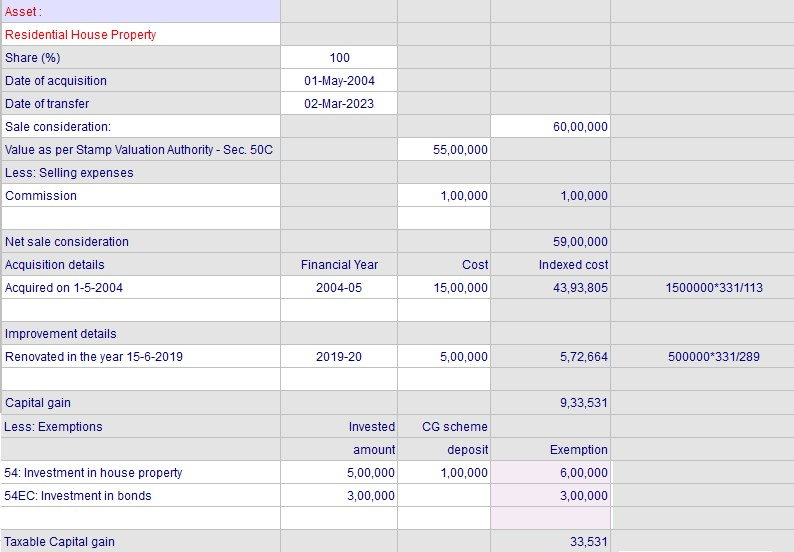 Asset :
Residential House Property
Share (%) 100
Date of acquisition 01-May-2004
Date of transfer 02-Mar-2023
Sale consideration: 60,00,000
Value as per Stamp Valuation Authority - Sec. 50C 55,00,000
Less: Selling expenses
Commission 1,00,000 1,00,000
Net sale consideration 59,00,000
Acquisition details Financial Year Cost Indexed cost
Acquired on 1-5-2004 2004-05 15,00,000 43,93,805 1500000*331/113
Improvement details
Renovated in the year 15-6-2019 2019-20 5,00,000 5,72,664 500000*331/289
Capital gain 9,33,531
Less: Exemptions Invested CG scheme
amount deposit Exemption
54: Investment in house property 5,00,000 1,00,000 6,00,000
54EC: Investment in bonds 3,00,000 3,00,000
Taxable Capital gain 33,531